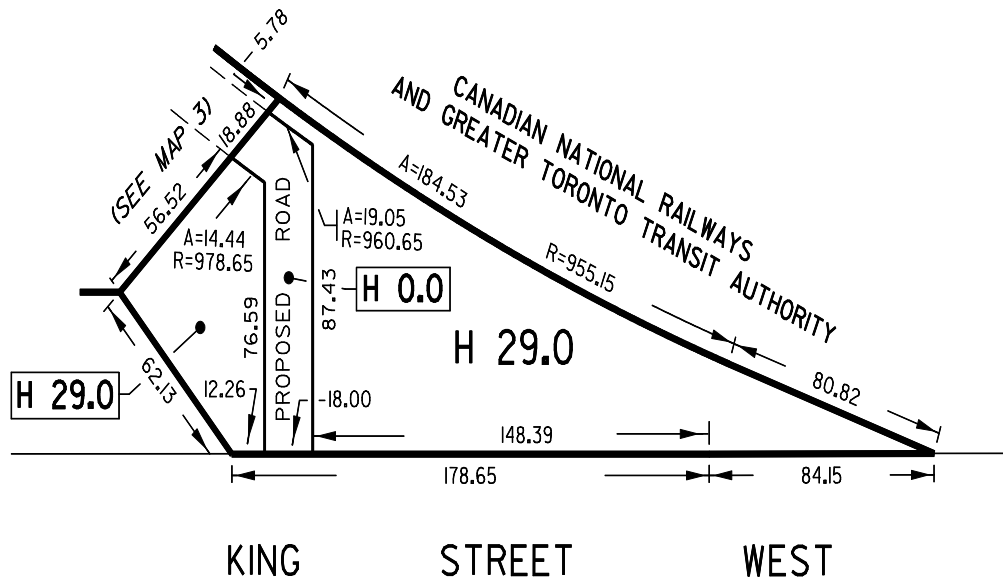 5.78
CANADIAN NATIONAL RAILWAYS
AND GREATER TORONTO TRANSIT AUTHORITY
(SEE MAP 3)
18.88
56.52
A=184.53
A=19.05
R=960.65
A=14.44
R=978.65
R=955.15
PROPOSED ROAD
H 0.0
87.43
76.59
H 29.0
H 29.0
62.13
12.26
18.00
80.82
148.39
178.65
84.15
KING STREET WEST